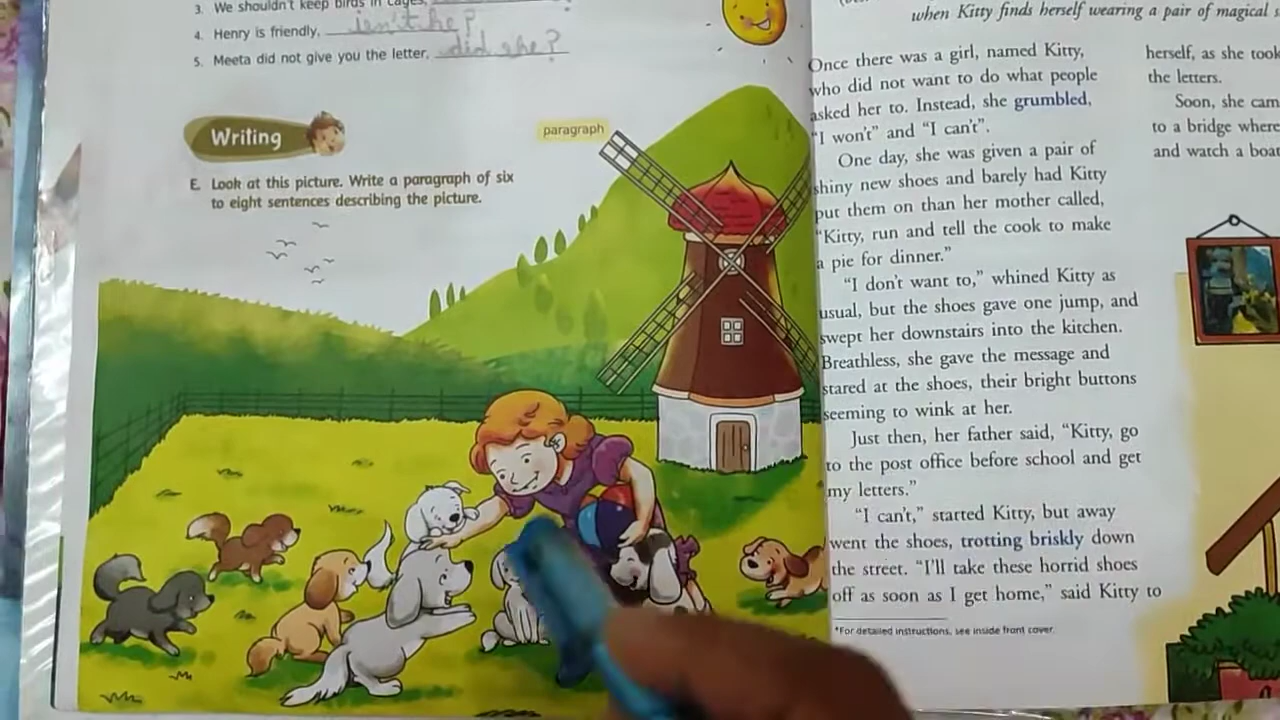 3. We shouldn't keep birds in cages, ?
4. Henry is friendly, isn't he?
5. Meeta did not give you the letter, did she?
Writing
paragraph
E. Look at this picture. Write a paragraph of six
to eight sentences describing the picture.
when Kitty finds herself wearing a pair of magical
Once there was a girl, named Kitty,
who did not want to do what people
asked her to. Instead, she grumbled,
"I won't" and "I can't".
One day, she was given a pair of
shiny new shoes and barely had Kitty
put them on than her mother called,
"Kitty, run and tell the cook to make
a pie for dinner."
"I don't want to," whined Kitty as
usual, but the shoes gave one jump, and
swept her downstairs into the kitchen.
Breathless, she gave the message and
stared at the shoes, their bright buttons
seeming to wink at her.
Just then, her father said, "Kitty, go
to the post office before school and get
my letters."
"I can't," started Kitty, but away
went the shoes, trotting briskly down
the street. "I'll take these horrid shoes
off as soon as I get home," said Kitty to
*For detailed instructions, see inside front cover.
herself, as she took
the letters.
Soon, she cam
to a bridge where
and watch a boat